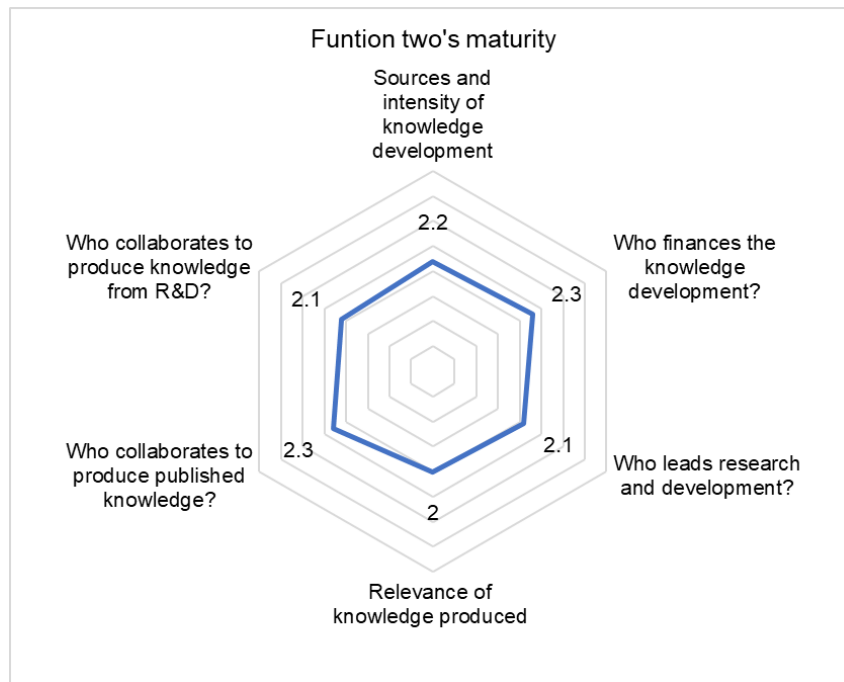 Funtion two's maturity
Sources and
intensity of
knowledge
development
2.2
Who finances the
knowledge
development?
2.3
Who leads research
and development?
2.1
Relevance of
knowledge produced
2
Who collaborates to
produce published
knowledge?
2.3
Who collaborates to
produce knowledge
from R&D?
2.1